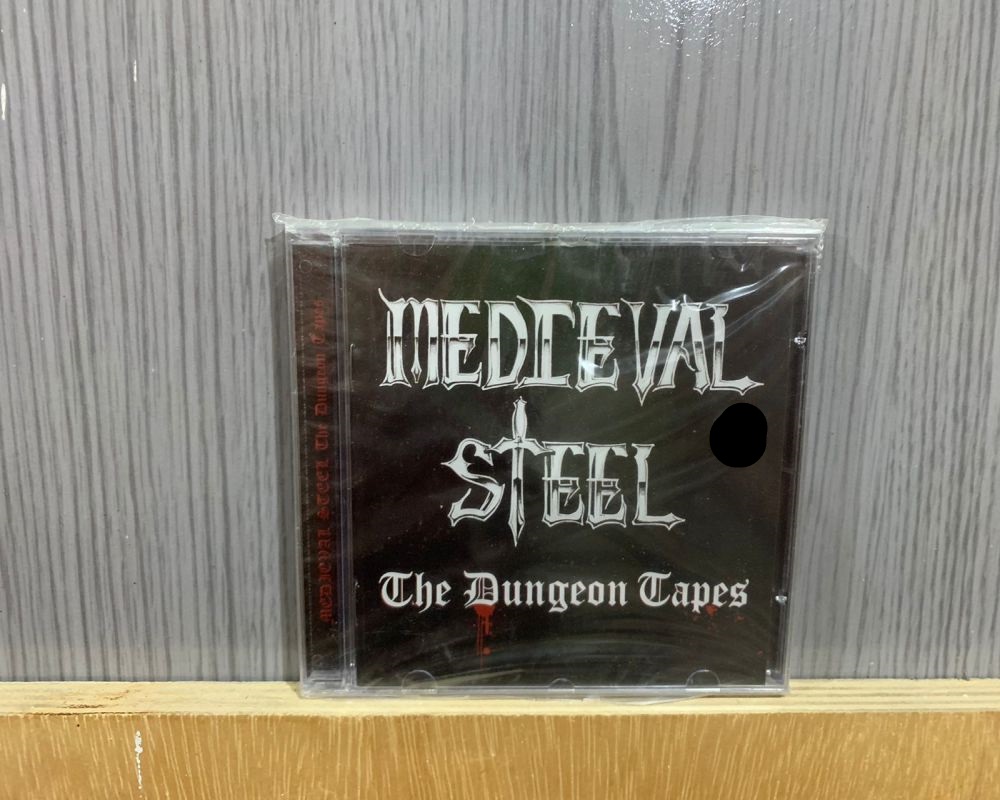 MEDIEVAL STEEL The Dungeon Tapes
MEDIEVAL
STEEL
The Dungeon Tapes